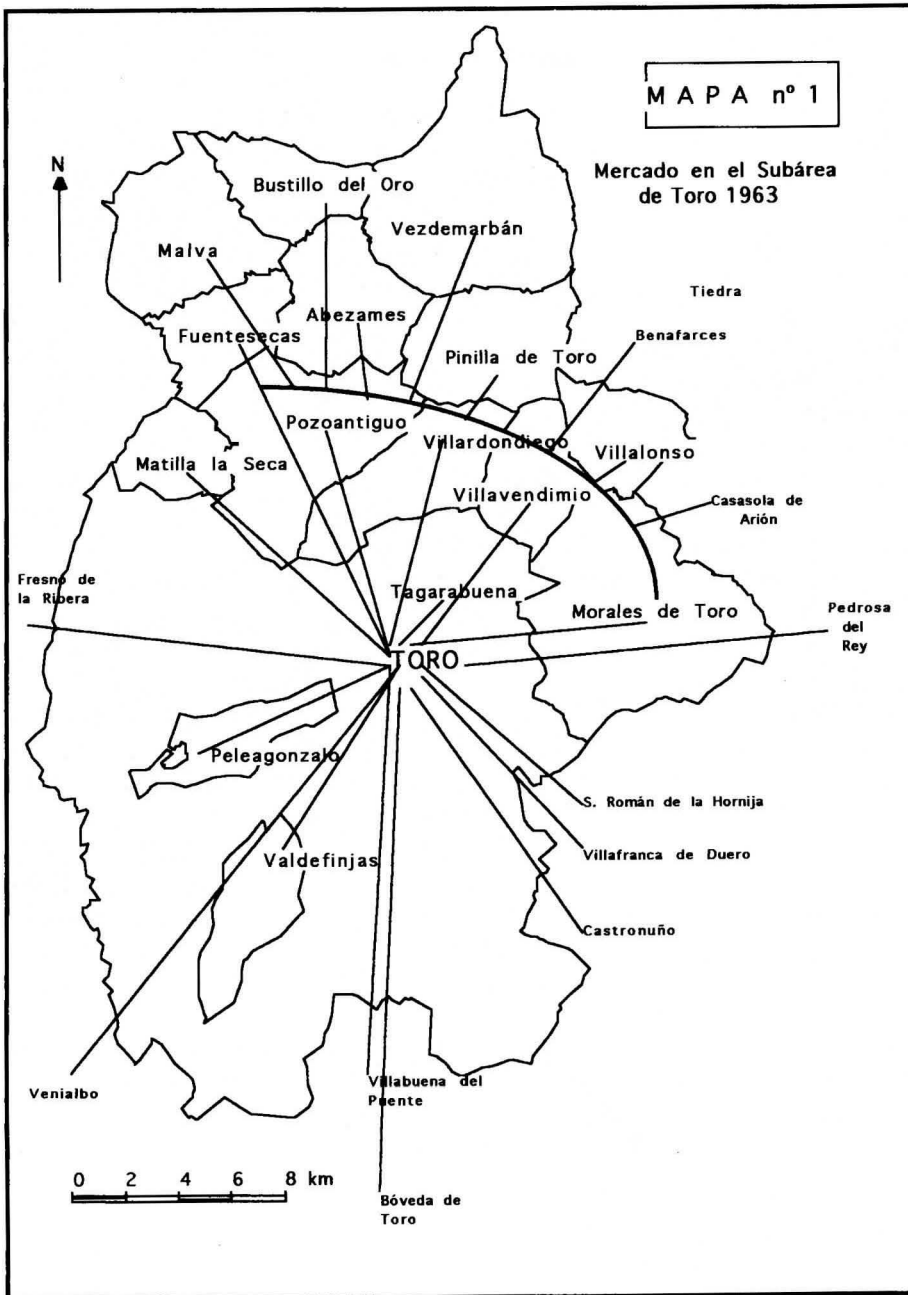 MAPA nº 1
N
Mercado en el Subárea
de Toro 1963
Bustillo del Oro
Vezdemarbán
Malva
Tiedra
Abezames
Fuentesecas
Benafarces
Pinilla de Toro
Pozoantiguo
Villardondiego
Villalonso
Matilla la Seca
Villavendimio
Casasola de
Arión
Fresno de
la Ribera
Tagarabuena
Morales de Toro
Pedrosa
del
Rey
TORO
Peleagonzalo
S. Román de la Hornija
Villafranca de Duero
Valdefinjas
Castronuño
Venialbo
Villabuena del
Puente
0 2 4 6 8 km
Bóveda de
Toro